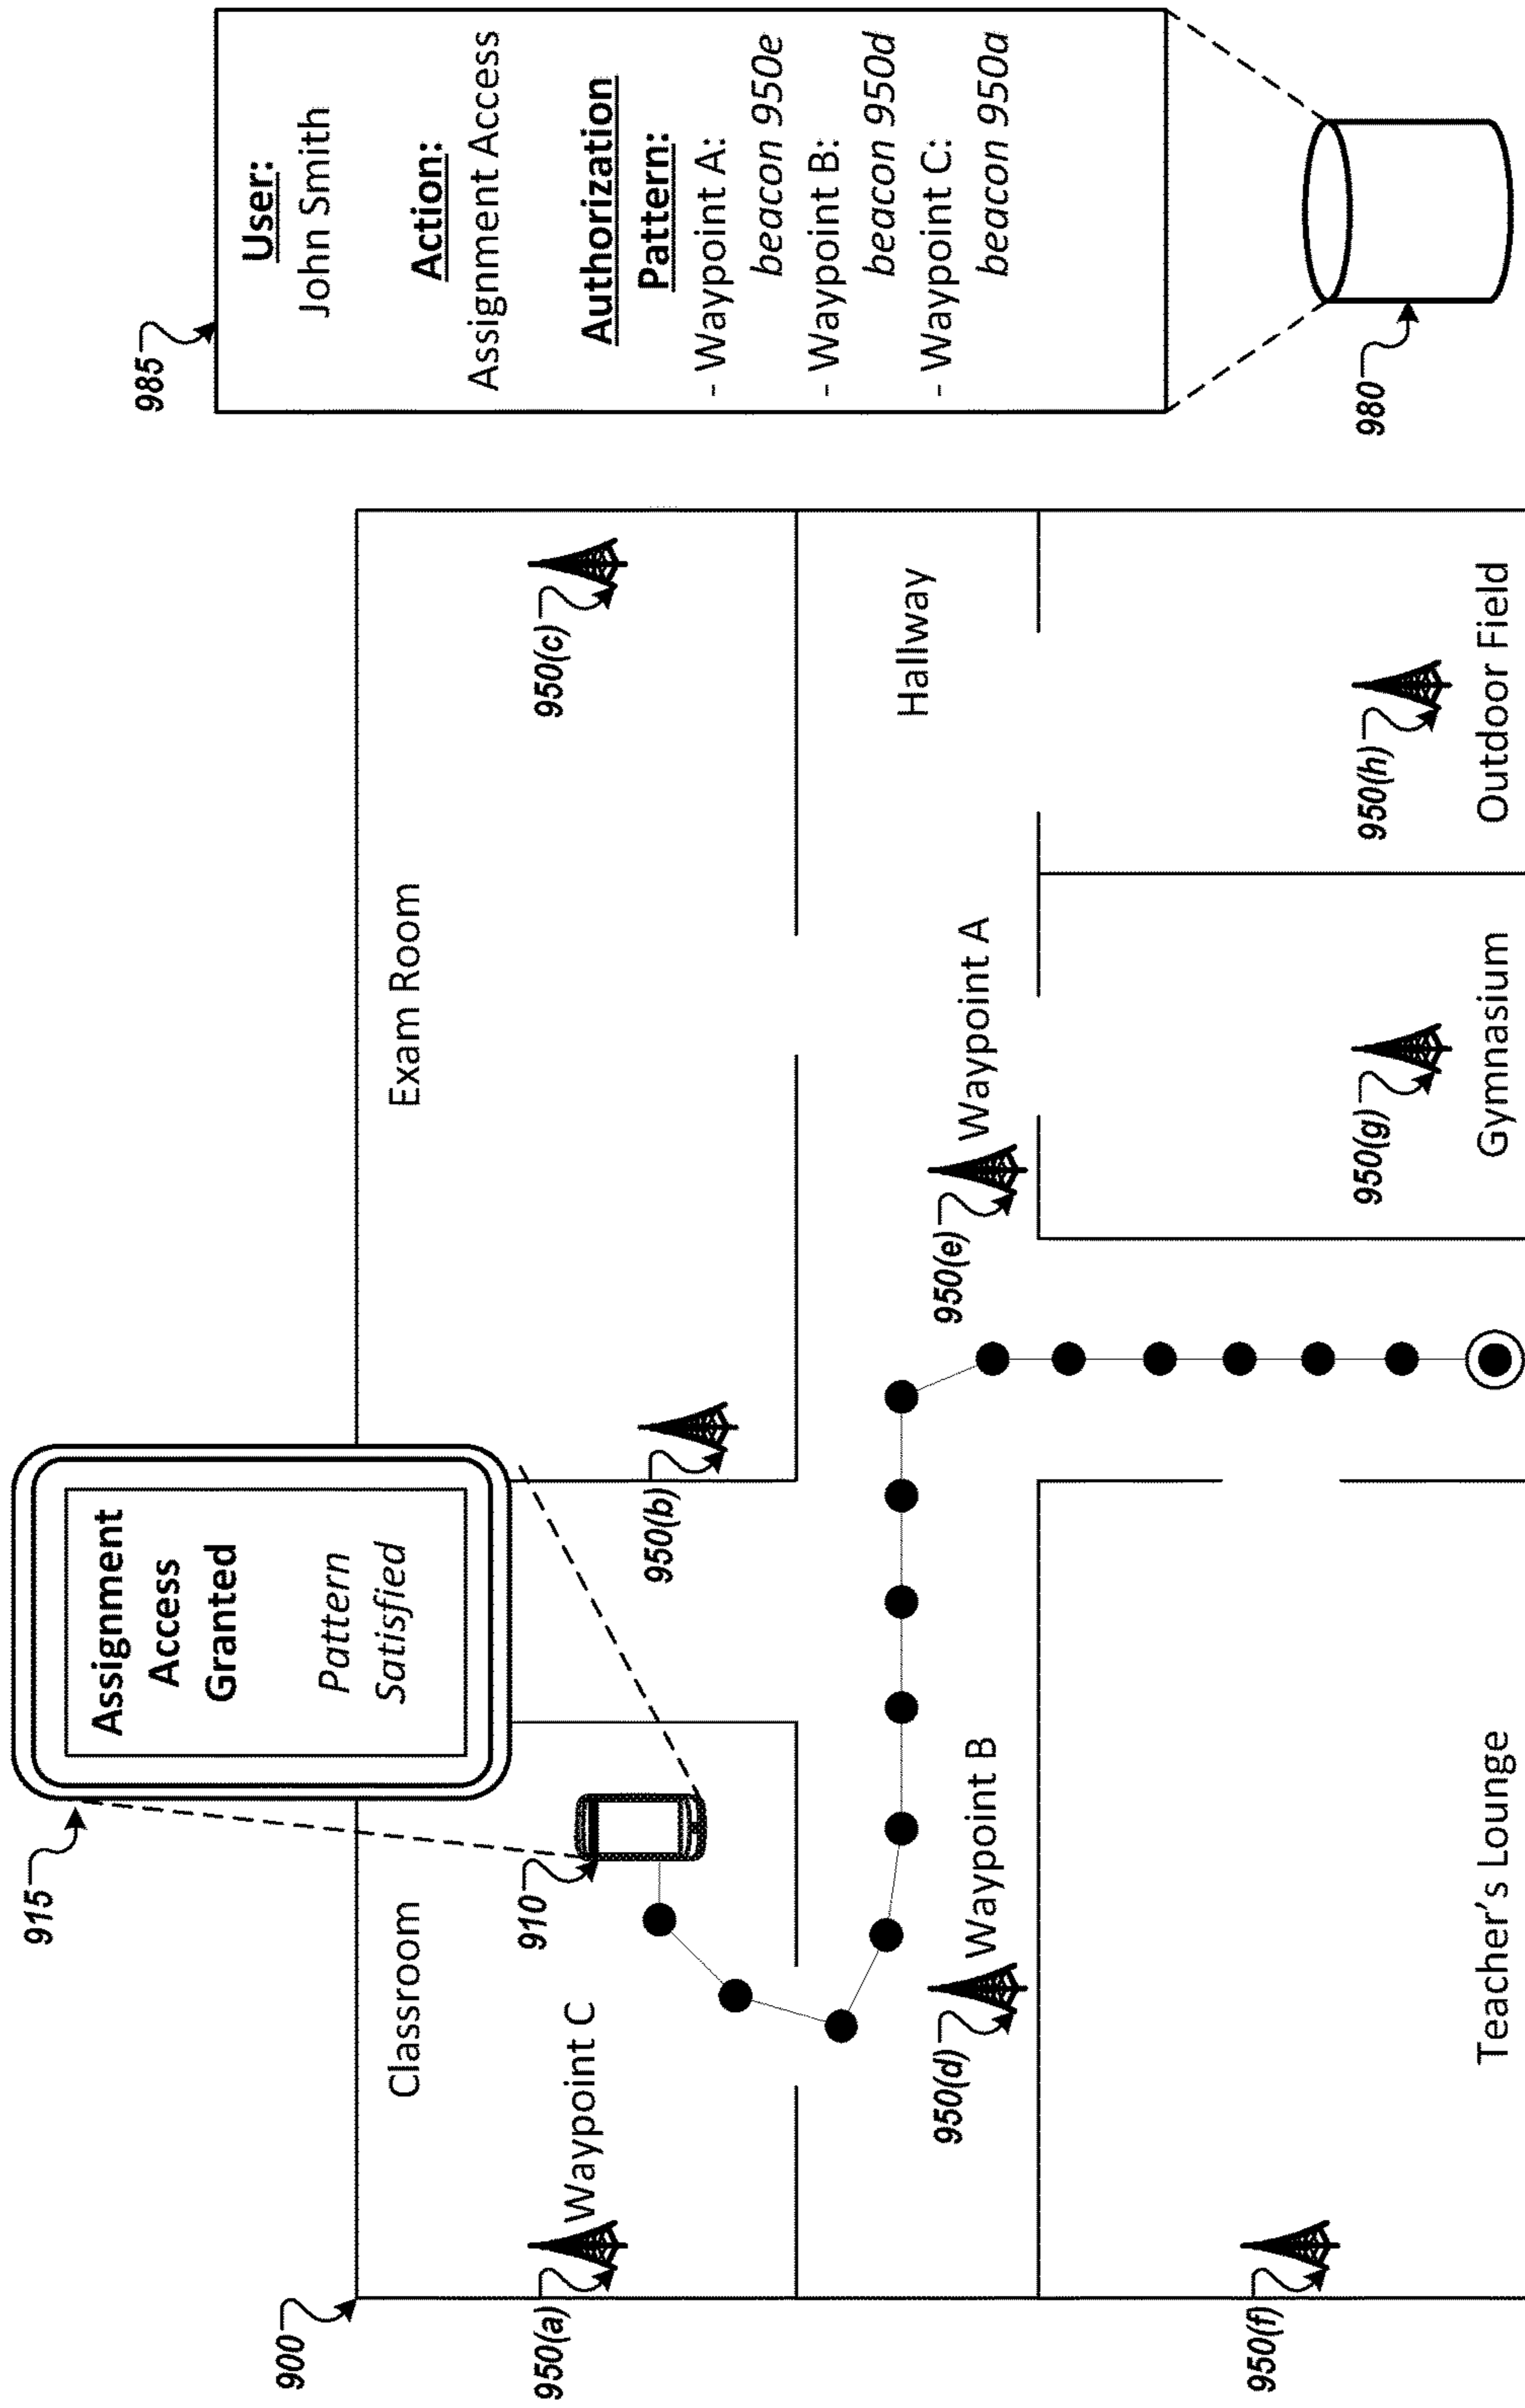 900
915
Assignment
Access
Granted
Pattern
Satisfied
985
User:
John Smith
Action:
Assignment Access
Authorization
Pattern:
- Waypoint A:
beacon 950e
- Waypoint B:
beacon 950d
- Waypoint C:
beacon 950a
980
Classroom
Exam Room
950(a)
Waypoint C
910
950(b)
950(c)
Hallway
950(d)
Waypoint B
950(e)
Waypoint A
950(f)
Teacher's Lounge
950(g)
Gymnasium
950(h)
Outdoor Field